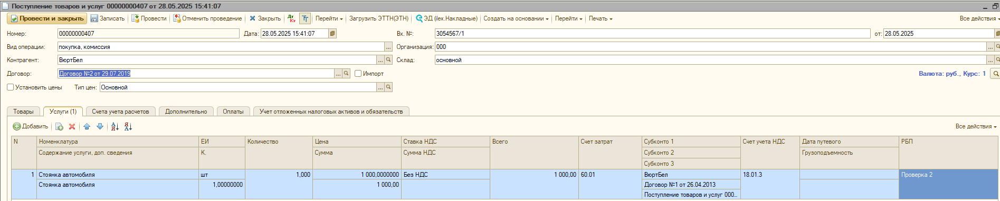 Поступление товаров и услуг 00000000407 от 28.05.2025 15:41:07
Провести и закрыть Записать Провести Отменить проведение Закрыть Дт Кт Тт Перейти Загрузить ЭТТН(ЭТН) ЭД (ilex.Накладные) Создать на основании Перейти Печать Все действия
Номер: 00000000407 Дата: 28.05.2025 15:41:07 Вх. №: 3054567/1 от: 28.05.2025
Вид операции: покупка, комиссия ... Организация: 000 ...
Контрагент: ВюртБел ... Склад: основной ...
Договор: Договор №2 от 29.07.2019 ... Импорт Валюта: руб., Курс: 1
Установить цены Тип цен: Основной ...
Товары Услуги (1) Счета учета расчетов Дополнительно Оплаты Учет отложенных налоговых активов и обязательств
Добавить Все действия
N Номенклатура ЕИ Количество Цена Ставка НДС Всего Счет затрат Субконто 1 Счет учета НДС Дата путевого РБП
Содержание услуги, доп. сведения К. Сумма Сумма НДС Субконто 2 Грузоподъемность
Субконто 3
1 Стоянка автомобиля шт 1,000 1 000,0000000 Без НДС 1 000,00 60.01 ВюртБел 18.01.3 Проверка 2
Стоянка автомобиля 1,00000000 1 000,00 Договор №1 от 26.04.2013
Поступление товаров и услуг 000...